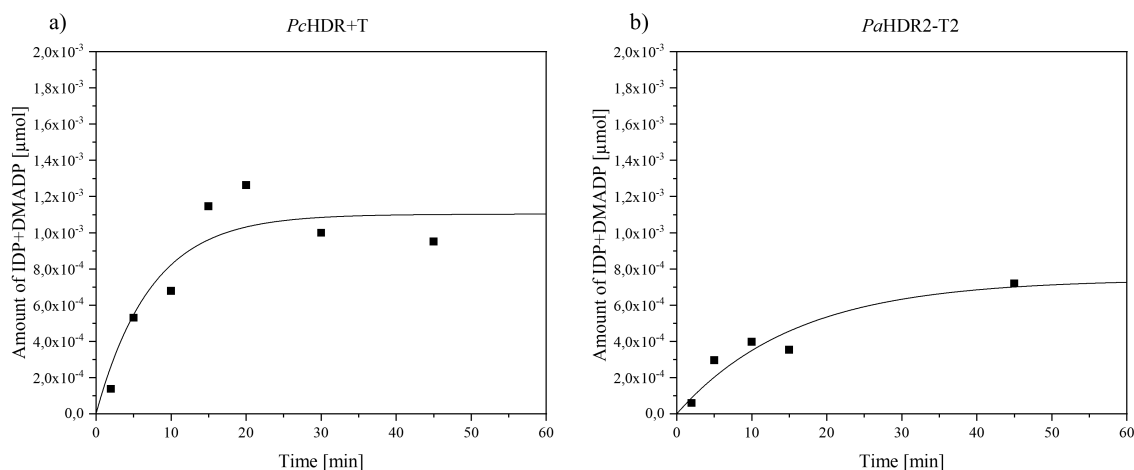 a)
PcHDR+T
2,0x10⁻³
1,8x10⁻³
1,6x10⁻³
1,4x10⁻³
1,2x10⁻³
1,0x10⁻³
8,0x10⁻⁴
6,0x10⁻⁴
4,0x10⁻⁴
2,0x10⁻⁴
0,0
Amount of IDP+DMADP [µmol]
0 10 20 30 40 50 60
Time [min]
b)
PaHDR2-T2
2,0x10⁻³
1,8x10⁻³
1,6x10⁻³
1,4x10⁻³
1,2x10⁻³
1,0x10⁻³
8,0x10⁻⁴
6,0x10⁻⁴
4,0x10⁻⁴
2,0x10⁻⁴
0,0
Amount of IDP+DMADP [µmol]
0 10 20 30 40 50 60
Time [min]